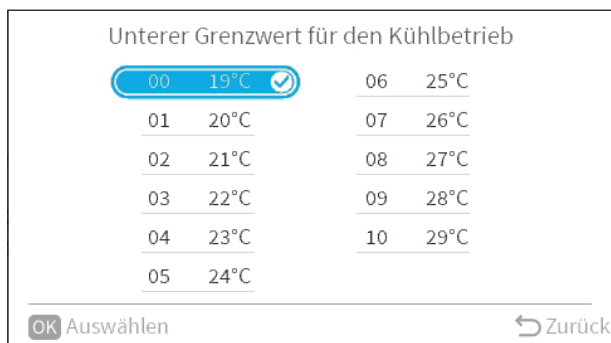 Unterer Grenzwert für den Kühlbetrieb
00 19°C
01 20°C
02 21°C
03 22°C
04 23°C
05 24°C
06 25°C
07 26°C
08 27°C
09 28°C
10 29°C
OK Auswählen
Zurück